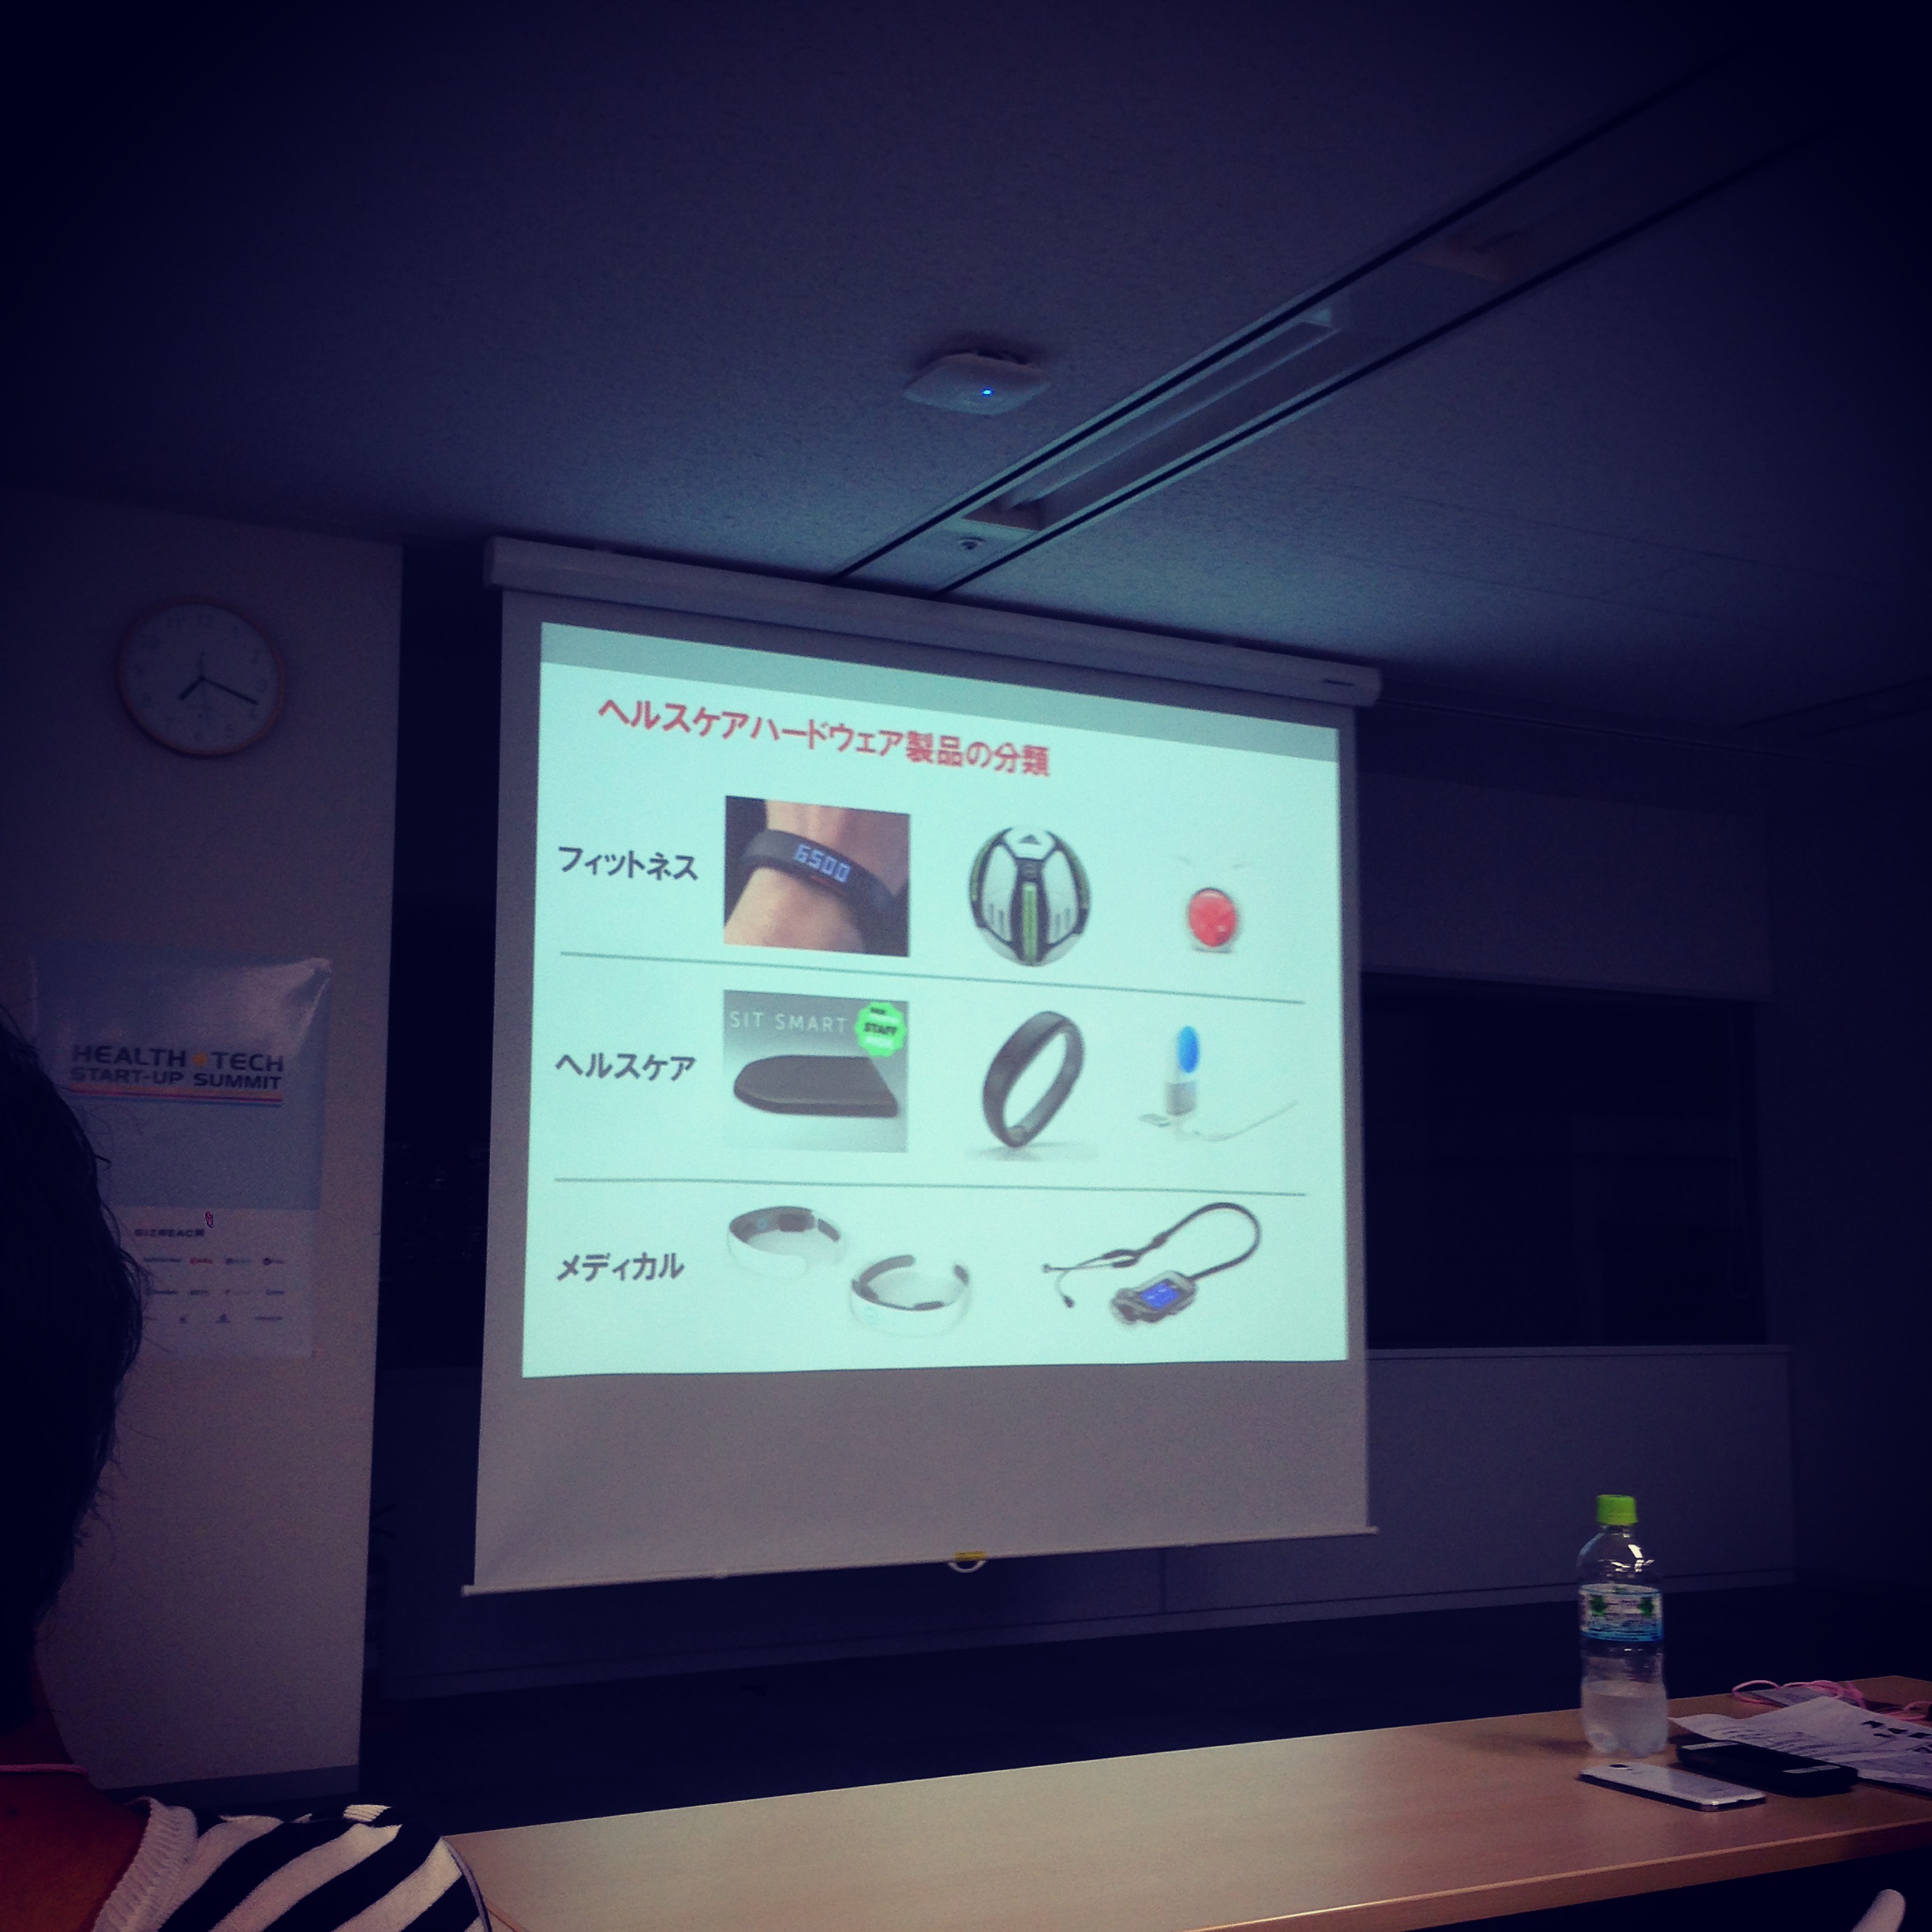 ヘルスケアハードウェア製品の分類
フィットネス
6500
ヘルスケア
SIT SMART
STAFF
メディカル
HEALTH TECH
START-UP SUMMIT
BIZREACH